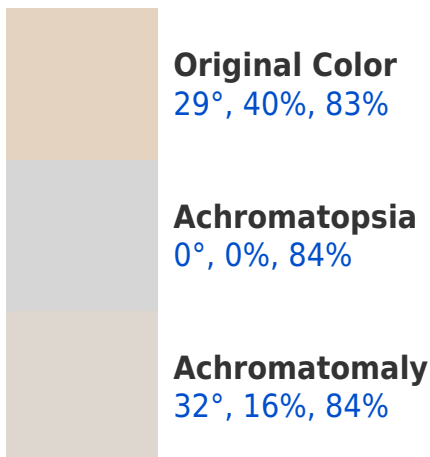 Original Color
29°, 40%, 83%
Achromatopsia
0°, 0%, 84%
Achromatomaly
32°, 16%, 84%